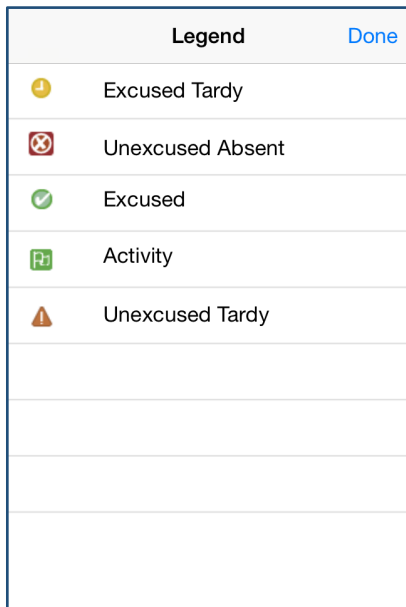 Legend Done
Excused Tardy
Unexcused Absent
Excused
Activity
Unexcused Tardy